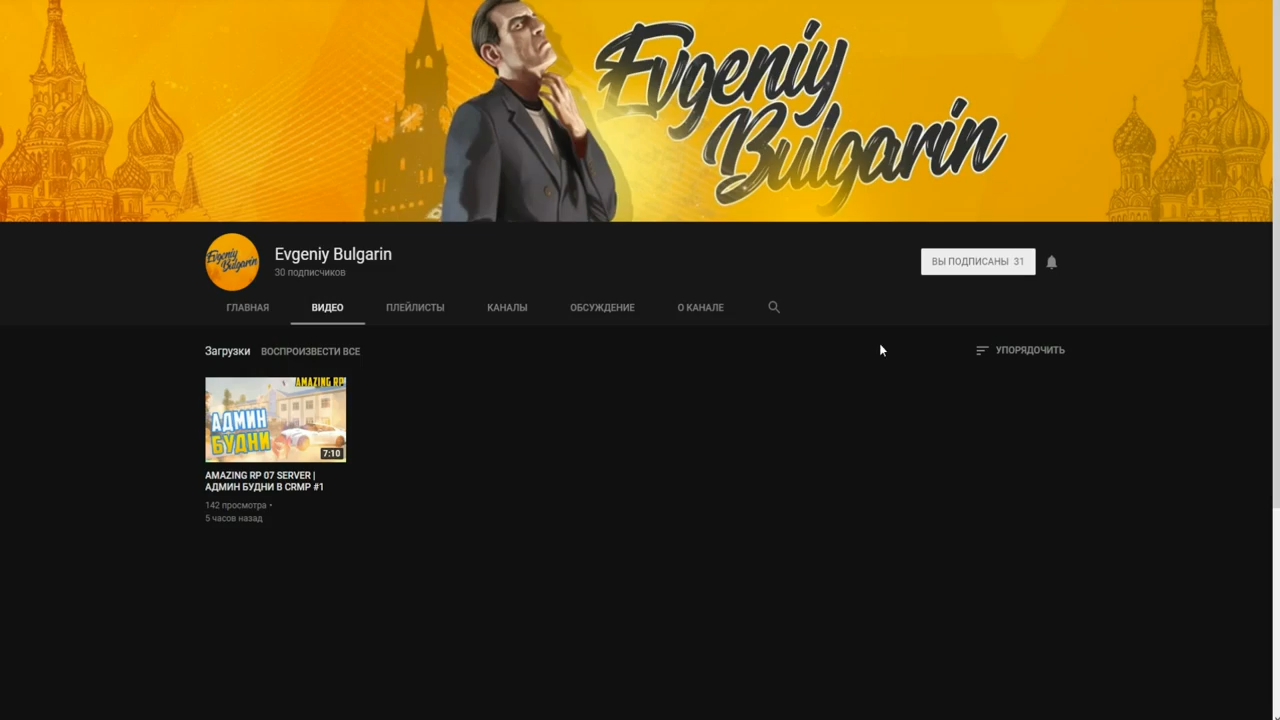 Evgeniy
Bulgarin
Evgeniy
Bulgarin
Evgeniy Bulgarin
30 подписчиков
ВЫ ПОДПИСАНЫ 31
ГЛАВНАЯ ВИДЕО ПЛЕЙЛИСТЫ КАНАЛЫ ОБСУЖДЕНИЕ О КАНАЛЕ
Загрузки ВОСПРОИЗВЕСТИ ВСЕ УПОРЯДОЧИТЬ
AMAZING RP
АДМИН
БУДНИ
7:10
AMAZING RP 07 SERVER |
АДМИН БУДНИ В CRMP #1
142 просмотра •
5 часов назад